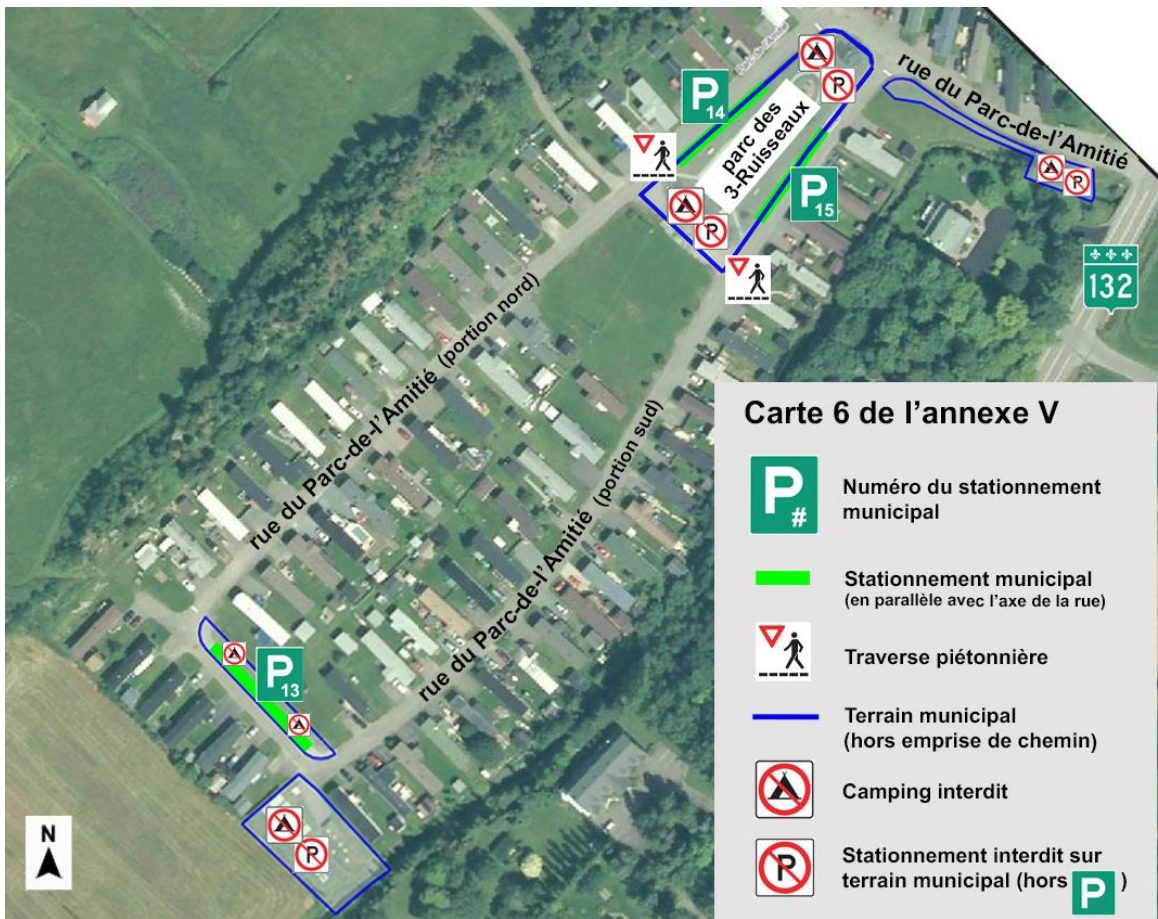 Parc-de-l'Amitié
P
14
parc des
3-Ruisseaux
P
15
P
P
rue du Parc-de-l'Amitié
P
132
rue du Parc-de-l'Amitié (portion nord)
rue du Parc-de-l'Amitié (portion sud)
P
13
P
N
Carte 6 de l'annexe V
P
#
Numéro du stationnement
municipal
Stationnement municipal
(en parallèle avec l'axe de la rue)
Traverse piétonnière
Terrain municipal
(hors emprise de chemin)
Camping interdit
P
Stationnement interdit sur
terrain municipal (hors P )